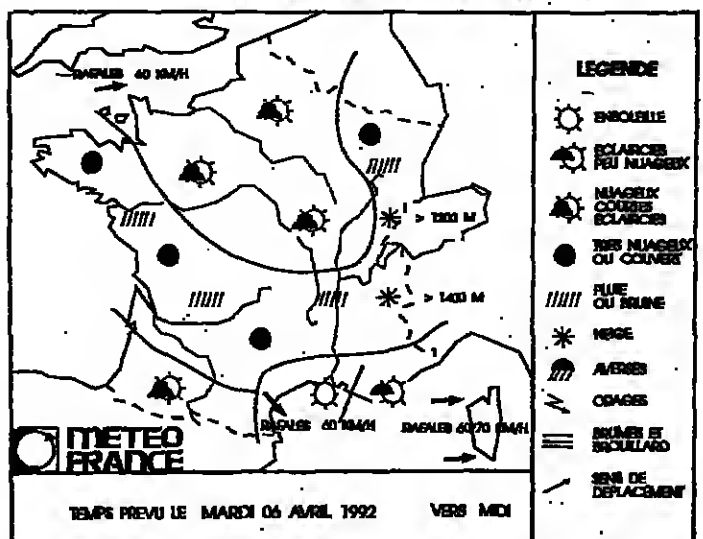 RAFALES 60 KM/H
> 1300 M
> 1400 M
RAFALES 60 KM/H
RAFALES 60/70 KM/H
METEO
FRANCE
TEMPS PREVU LE MARDI 06 AVRIL 1992 VERS MIDI
LEGENDE
ENSOLEILLE
ECLAIRCIES
PEU NUAGEUX
NUAGEUX
COURTES
ECLAIRCIES
TRES NUAGEUX
OU COUVERT
PLUIE
OU BRUINE
NEIGE
AVERSES
ORAGES
BRUMES ET
BROUILLARD
SENS DE
DEPLACEMENT